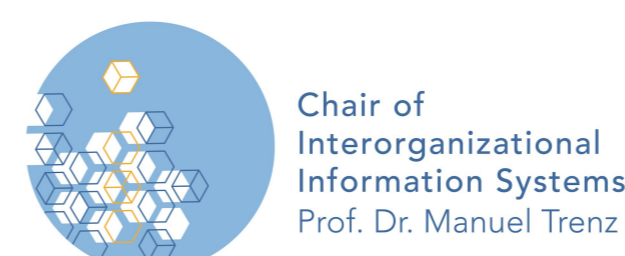 Chair of
Interorganizational
Information Systems
Prof. Dr. Manuel Trenz